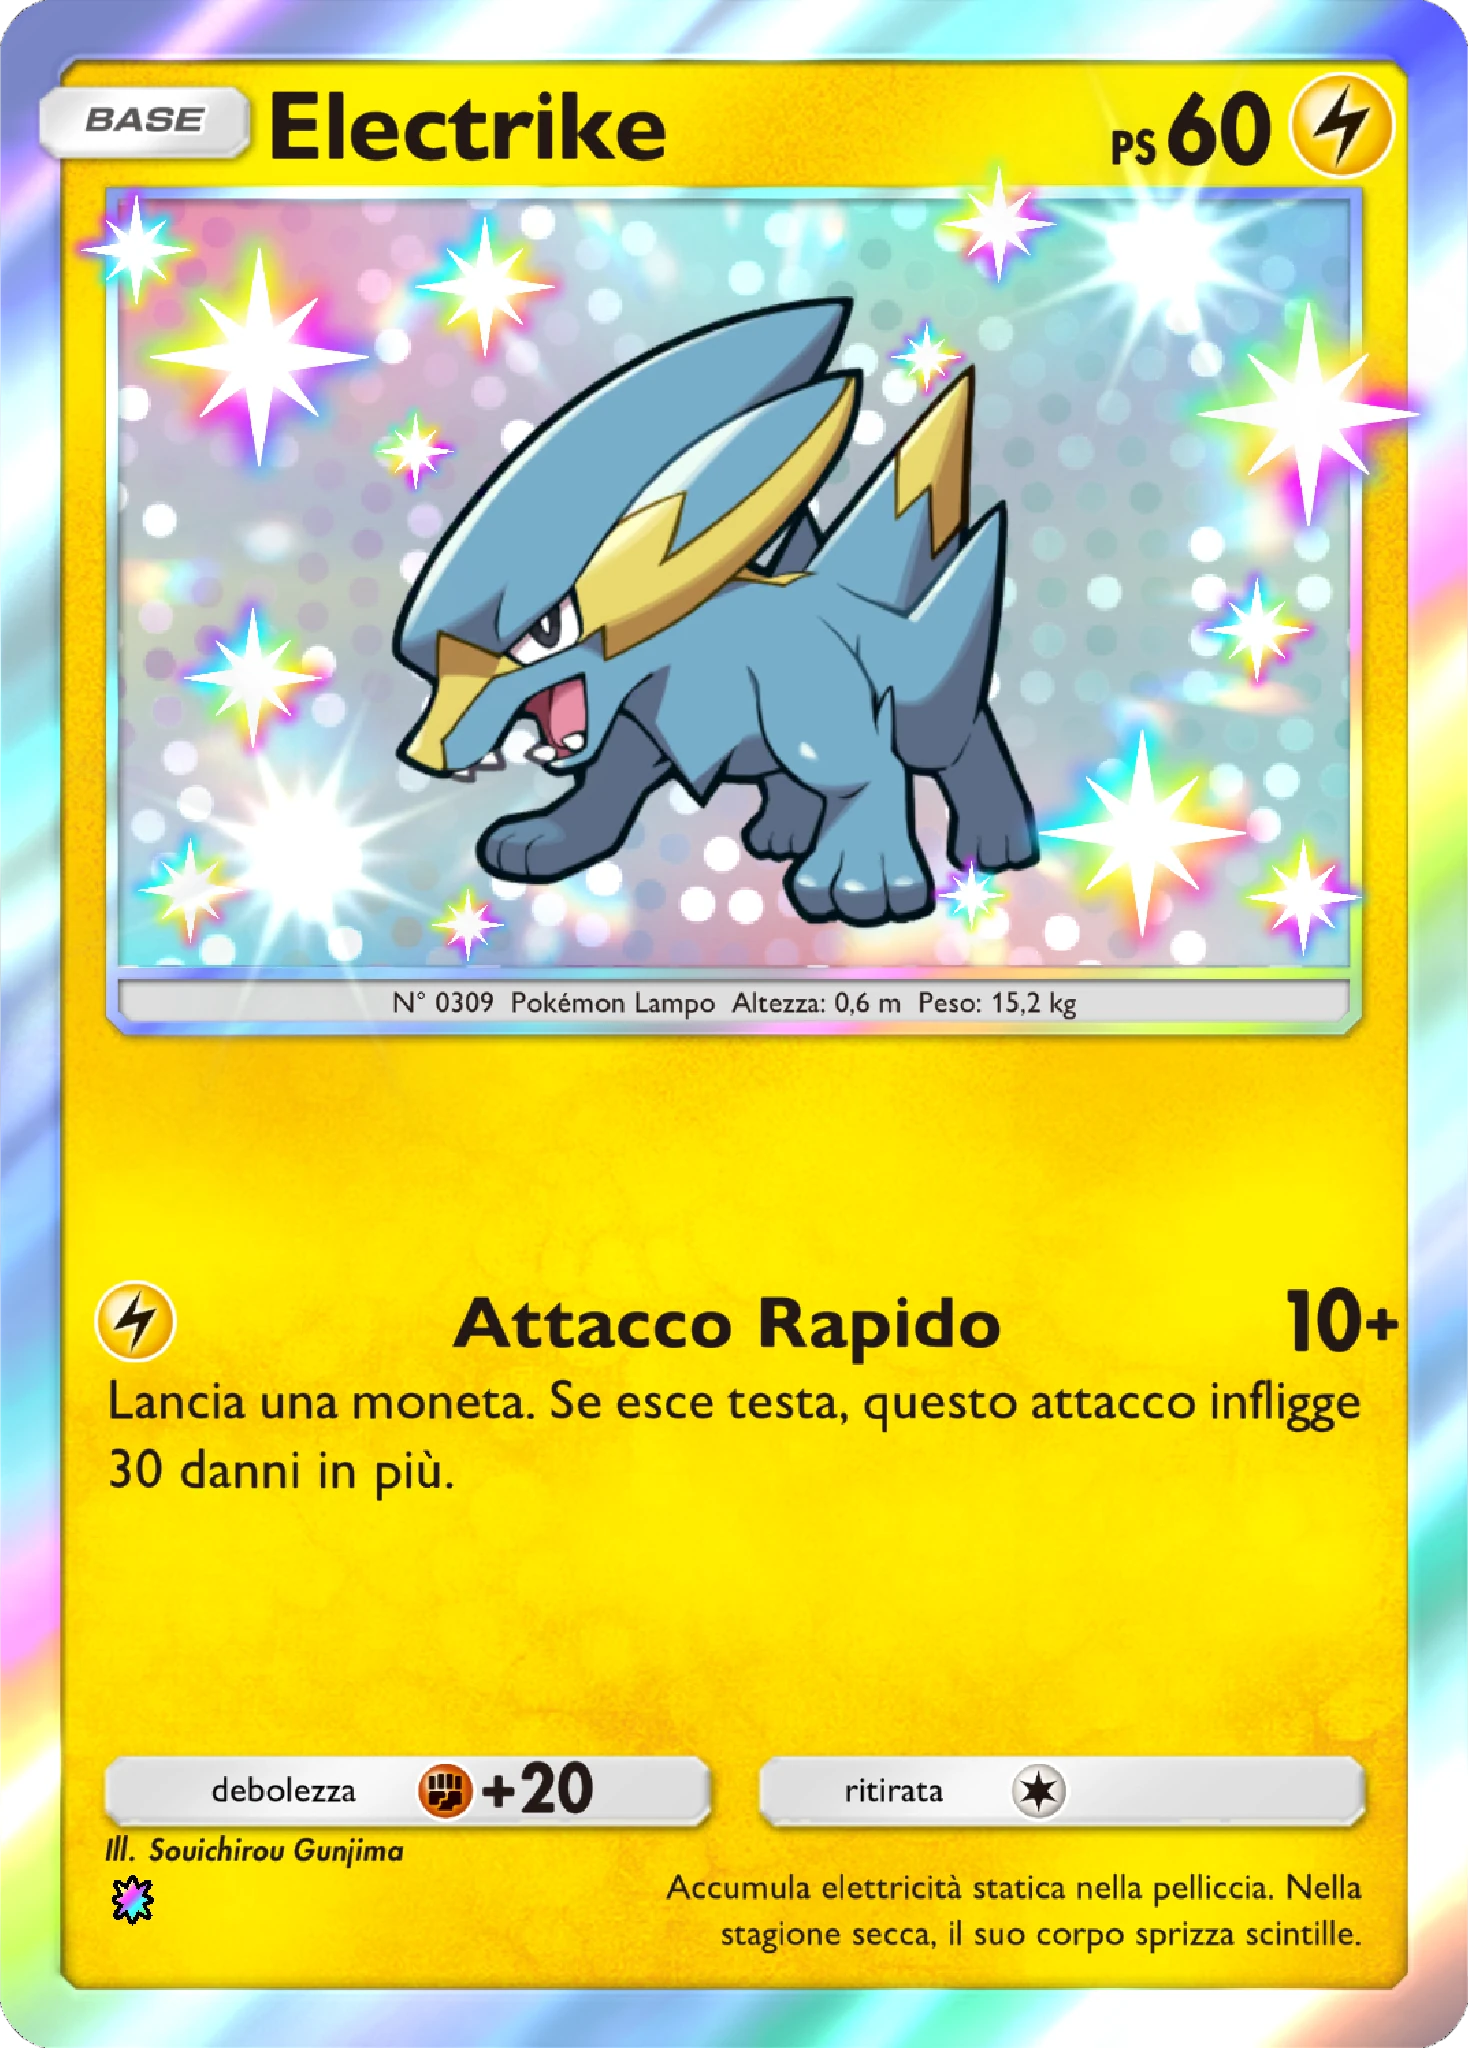 BASE
Electrike
PS 60
N° 0309 Pokémon Lampo Altezza: 0,6 m Peso: 15,2 kg
Attacco Rapido 10+
Lancia una moneta. Se esce testa, questo attacco infligge
30 danni in più.
debolezza +20
ritirata
Ill. Souichirou Gunjima
Accumula elettricità statica nella pelliccia. Nella
stagione secca, il suo corpo sprizza scintille.